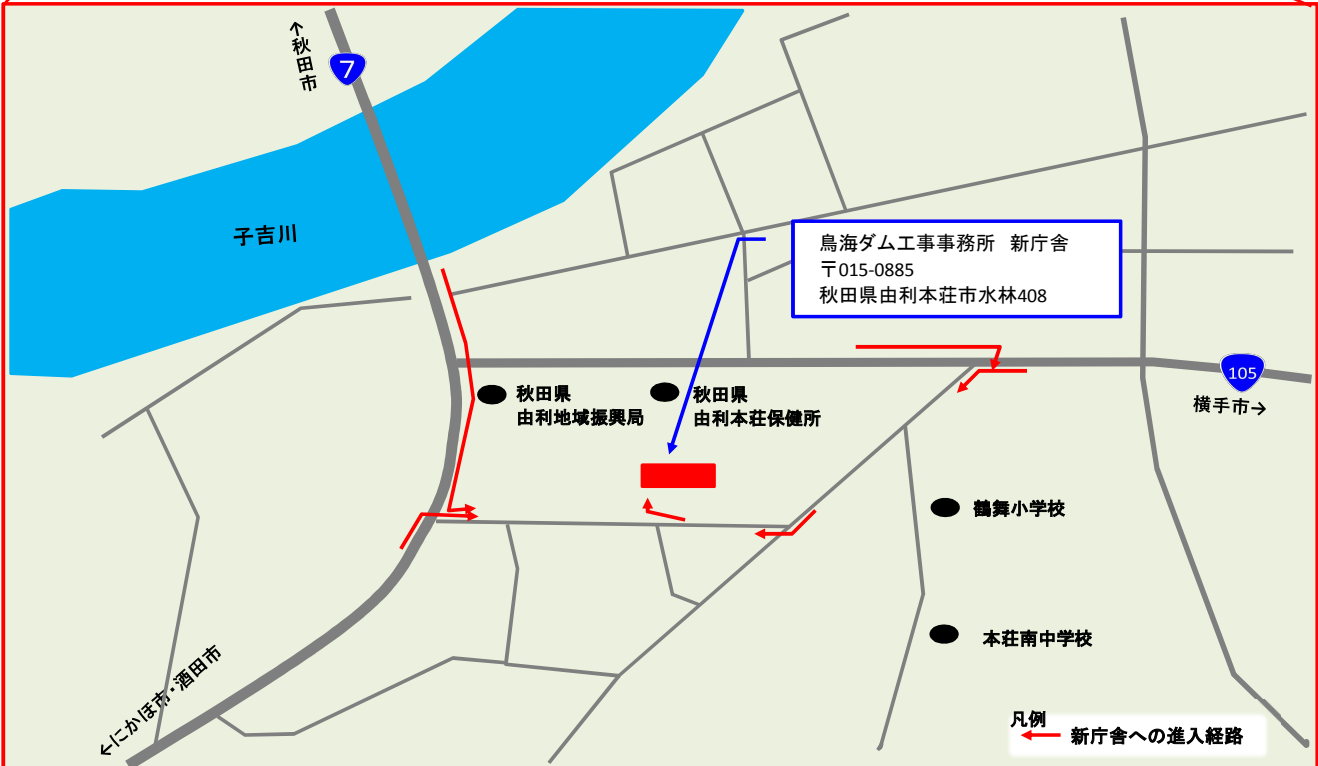 ↑秋田市
7
子吉川
鳥海ダム工事事務所 新庁舎
〒015-0885
秋田県由利本荘市水林408
105
横手市→
秋田県
由利地域振興局
秋田県
由利本荘保健所
鶴舞小学校
本荘南中学校
←にかほ市・酒田市
凡例
新庁舎への進入経路